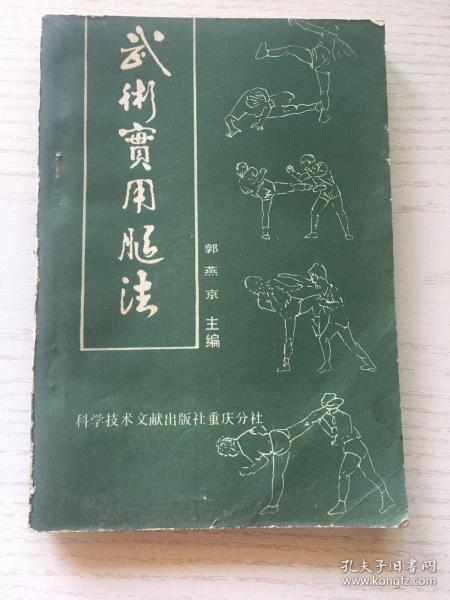 武術實用腿法
郭燕京 主编
科学技术文献出版社重庆分社
孔夫子旧书网
www.kongfz.com